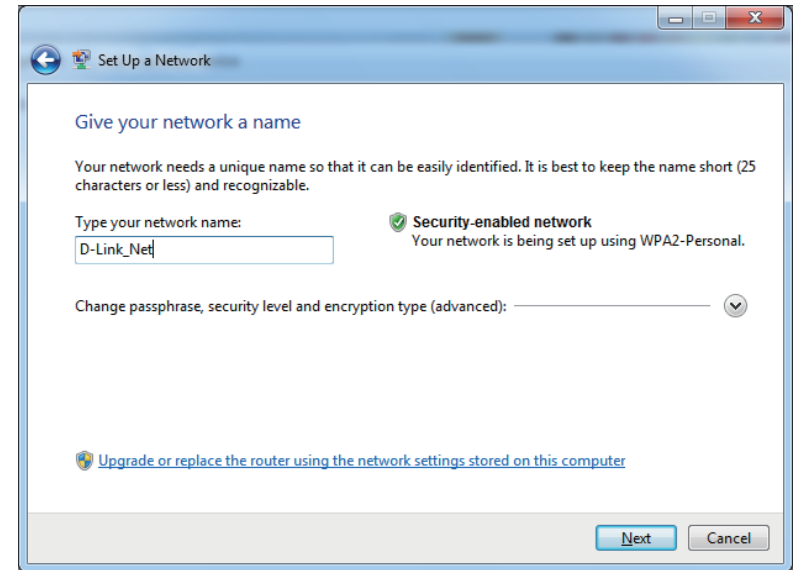 Set Up a Network
Give your network a name
Your network needs a unique name so that it can be easily identified. It is best to keep the name short (25
characters or less) and recognizable.
Type your network name:
D-Link_Net
Security-enabled network
Your network is being set up using WPA2-Personal.
Change passphrase, security level and encryption type (advanced):
Upgrade or replace the router using the network settings stored on this computer
Next
Cancel